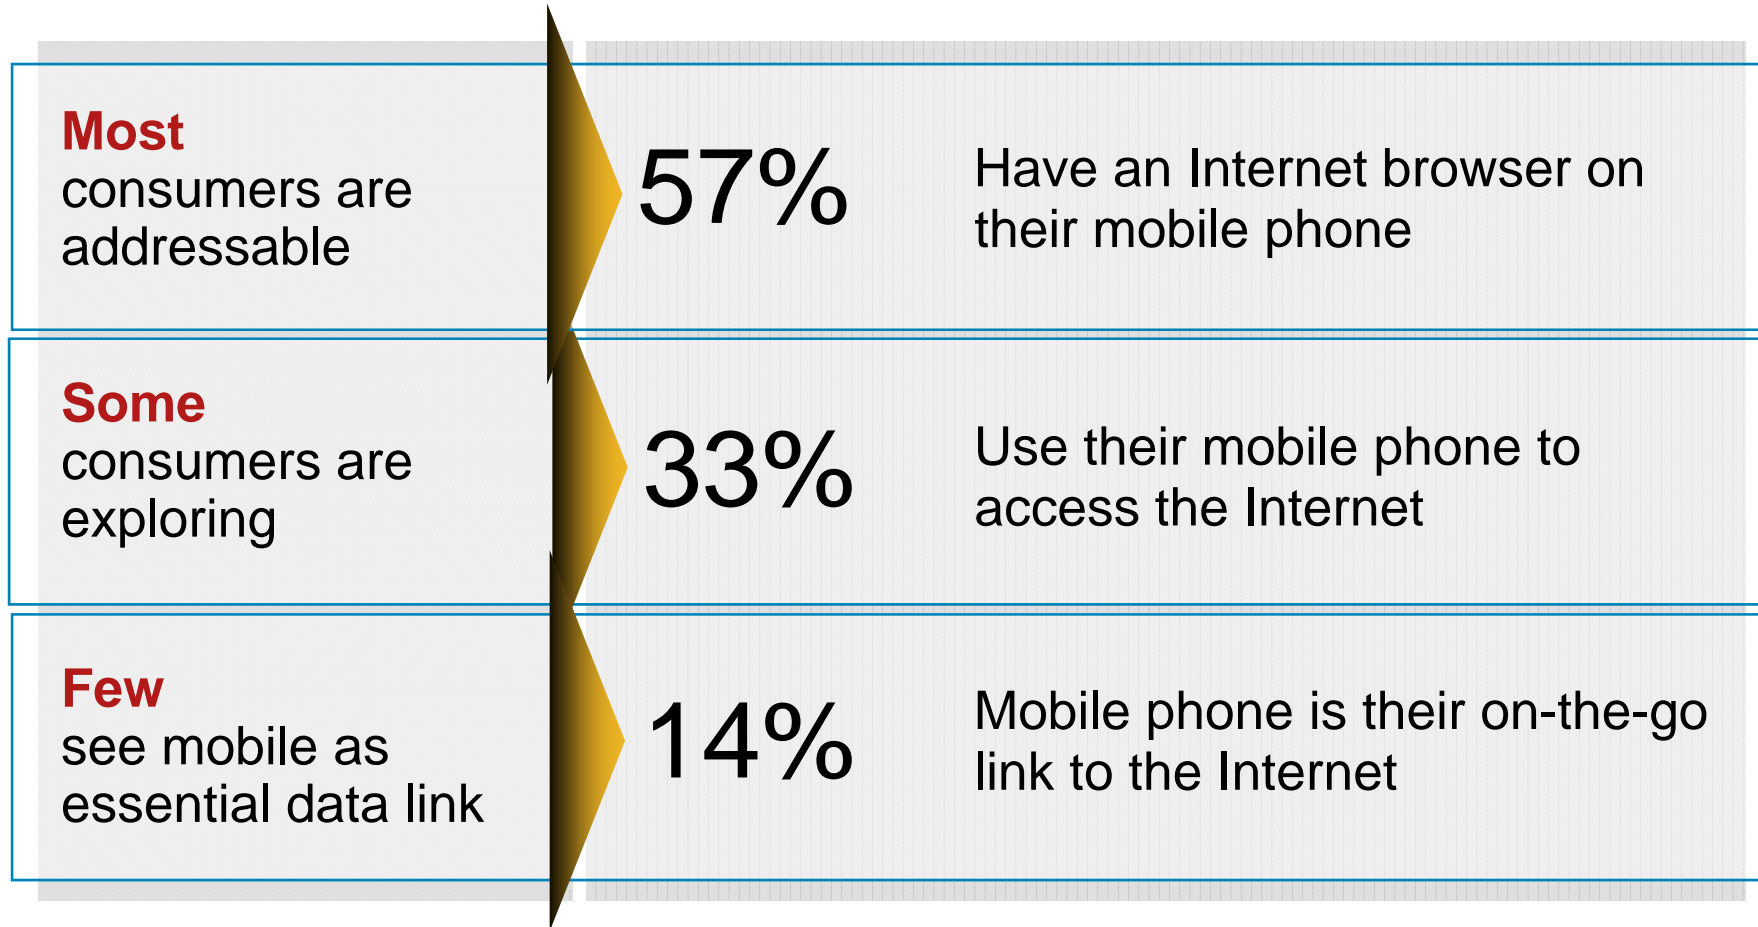 Most
consumers are
addressable
57%
Have an Internet browser on
their mobile phone
Some
consumers are
exploring
33%
Use their mobile phone to
access the Internet
Few
see mobile as
essential data link
14%
Mobile phone is their on-the-go
link to the Internet